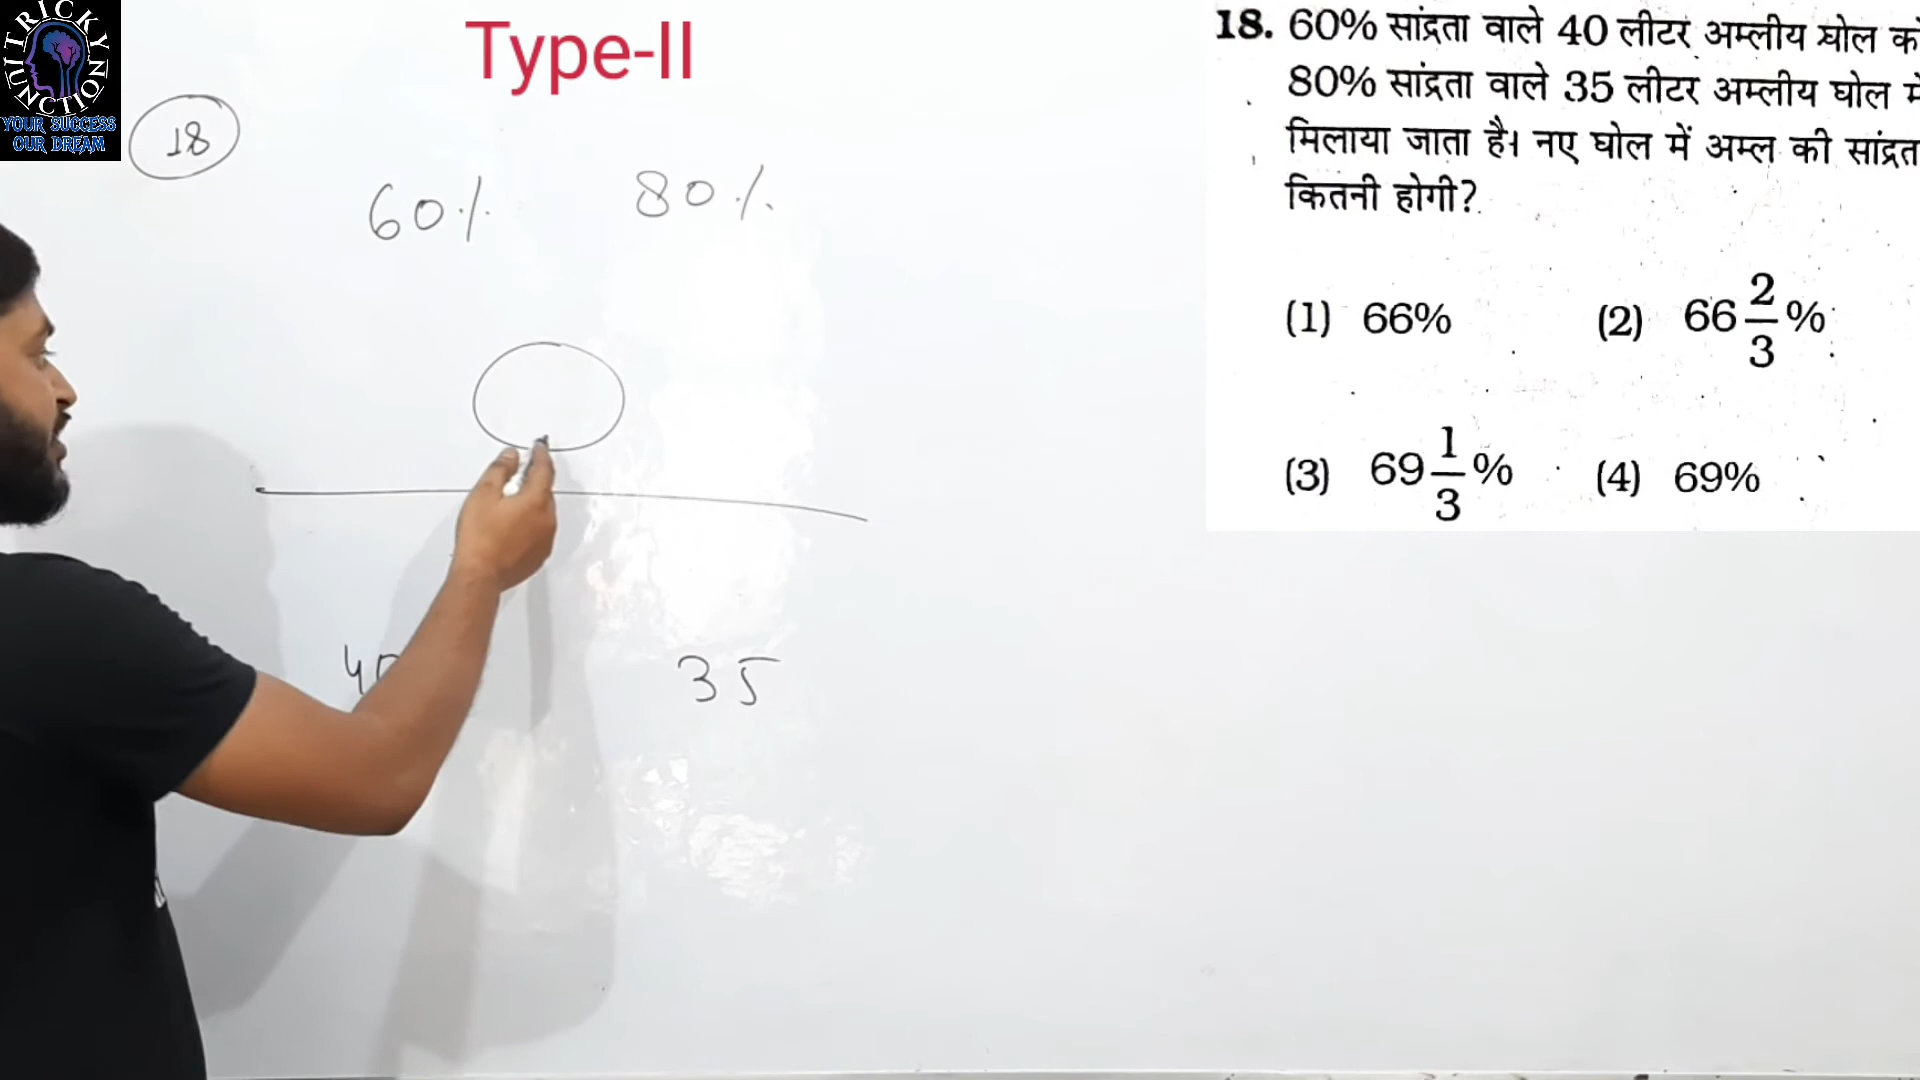 TRICKY
JUNCTION
YOUR SUCCESS
OUR DREAM
Type-II
18
60%
80%
35
18. 60% सांद्रता वाले 40 लीटर अम्लीय घोल को
80% सांद्रता वाले 35 लीटर अम्लीय घोल में
मिलाया जाता है। नए घोल में अम्ल की
कितनी होगी?
(1) 66% (2) 66 2/3 %
(3) 69 1/3 % (4) 69%